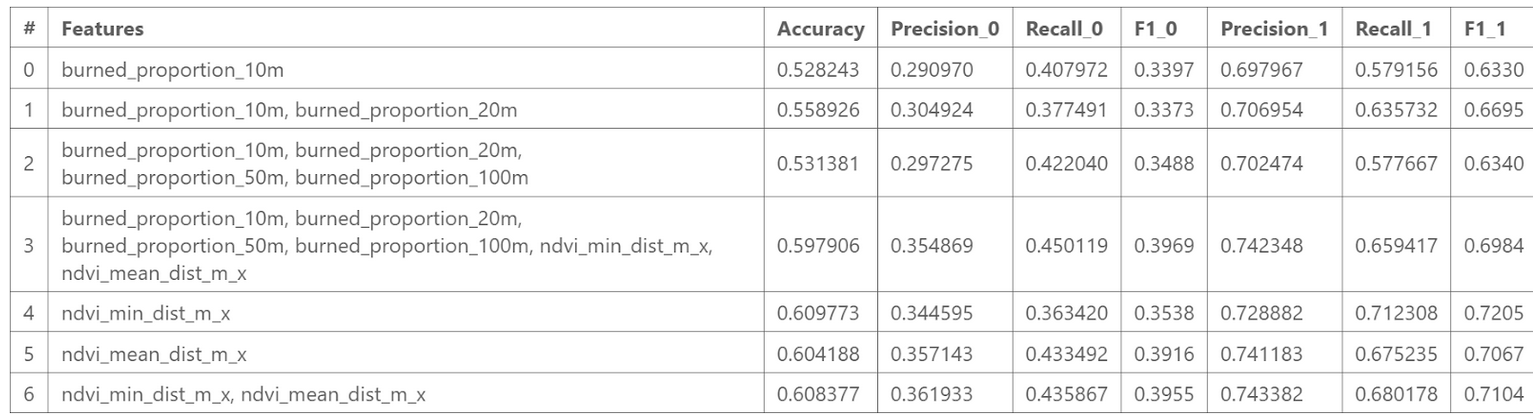 # Features Accuracy Precision_0 Recall_0 F1_0 Precision_1 Recall_1 F1_1
0 burned_proportion_10m 0.528243 0.290970 0.407972 0.3397 0.697967 0.579156 0.6330
1 burned_proportion_10m, burned_proportion_20m 0.558926 0.304924 0.377491 0.3373 0.706954 0.635732 0.6695
burned_proportion_10m, burned_proportion_20m,
2 0.531381 0.297275 0.422040 0.3488 0.702474 0.577667 0.6340
burned_proportion_50m, burned_proportion_100m
burned_proportion_10m, burned_proportion_20m,
3 burned_proportion_50m, burned_proportion_100m, ndvi_min_dist_m_x, 0.597906 0.354869 0.450119 0.3969 0.742348 0.659417 0.6984
ndvi_mean_dist_m_x
4 ndvi_min_dist_m_x 0.609773 0.344595 0.363420 0.3538 0.728882 0.712308 0.7205
5 ndvi_mean_dist_m_x 0.604188 0.357143 0.433492 0.3916 0.741183 0.675235 0.7067
6 ndvi_min_dist_m_x, ndvi_mean_dist_m_x 0.608377 0.361933 0.435867 0.3955 0.743382 0.680178 0.7104